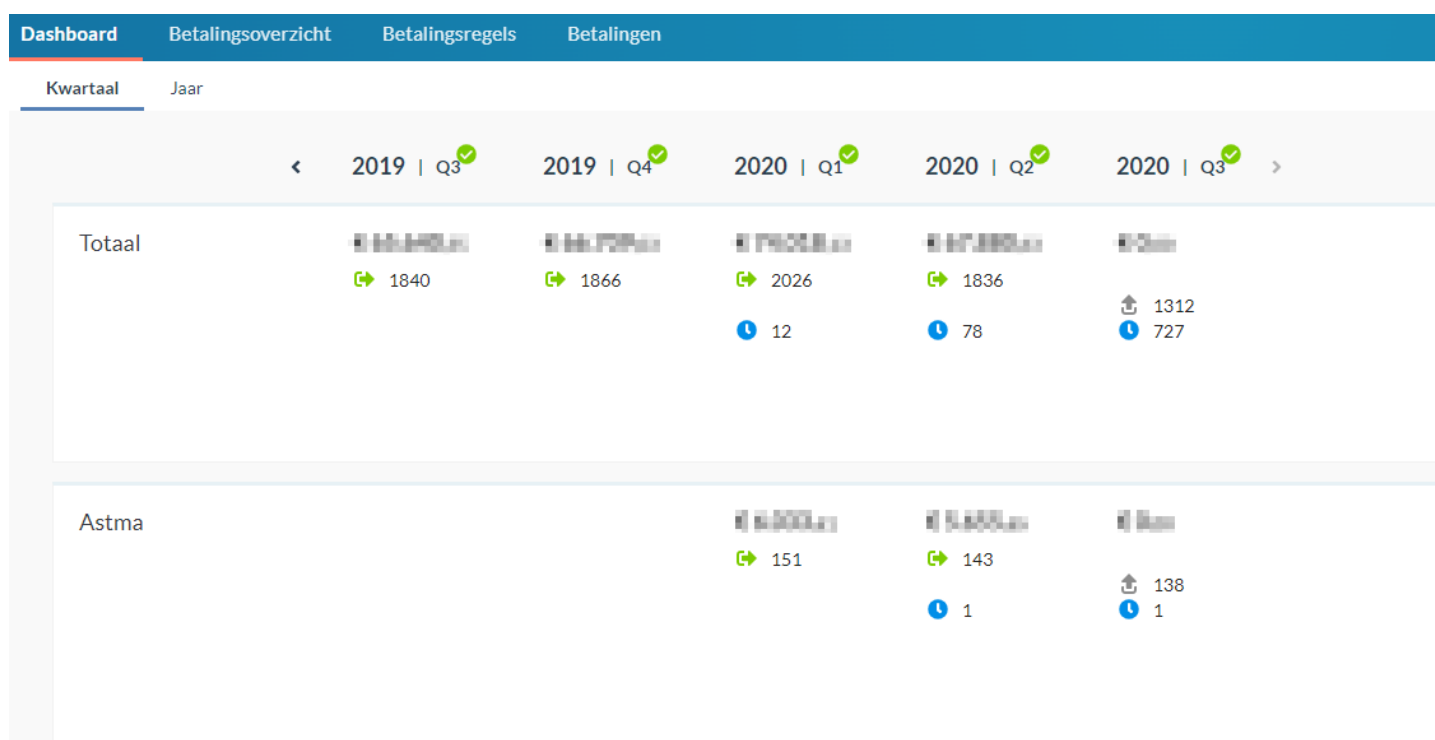 Dashboard Betalingsoverzicht Betalingsregels Betalingen
Kwartaal Jaar
2019 | Q3 2019 | Q4 2020 | Q1 2020 | Q2 2020 | Q3
Totaal
1840 1866 2026 1836
1312
12 78 727
Astma
151 143
138
1 1